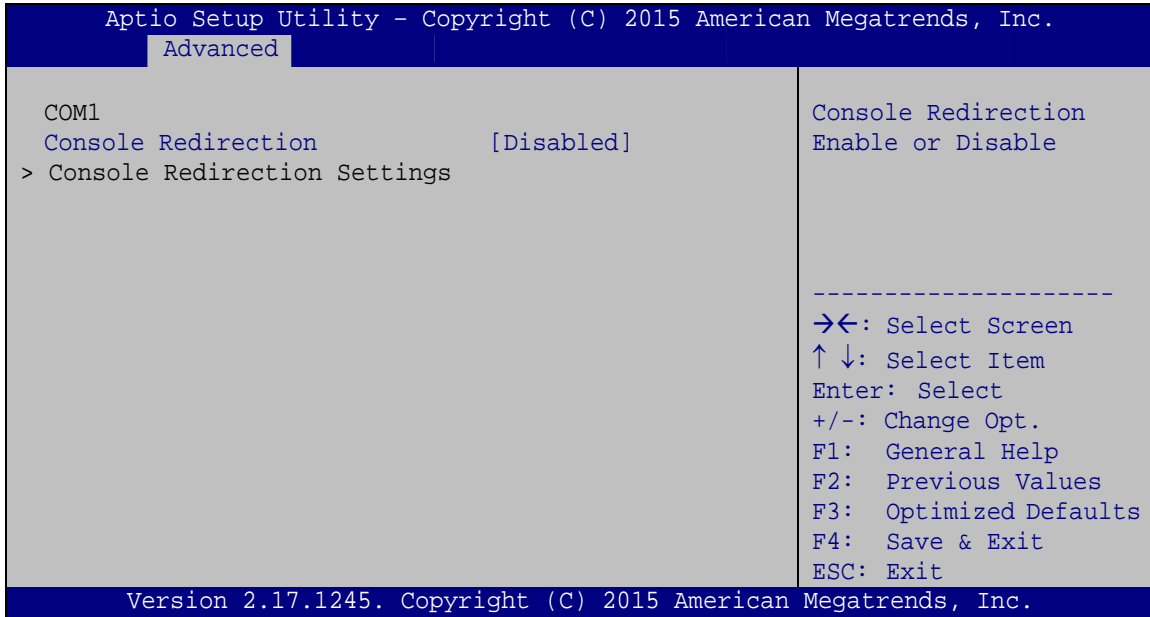 Aptio Setup Utility – Copyright (C) 2015 American Megatrends, Inc.
Advanced
COM1
Console Redirection [Disabled]
> Console Redirection Settings
Console Redirection
Enable or Disable
---------------------
→←: Select Screen
↑ ↓: Select Item
Enter: Select
+/-: Change Opt.
F1: General Help
F2: Previous Values
F3: Optimized Defaults
F4: Save & Exit
ESC: Exit
Version 2.17.1245. Copyright (C) 2015 American Megatrends, Inc.